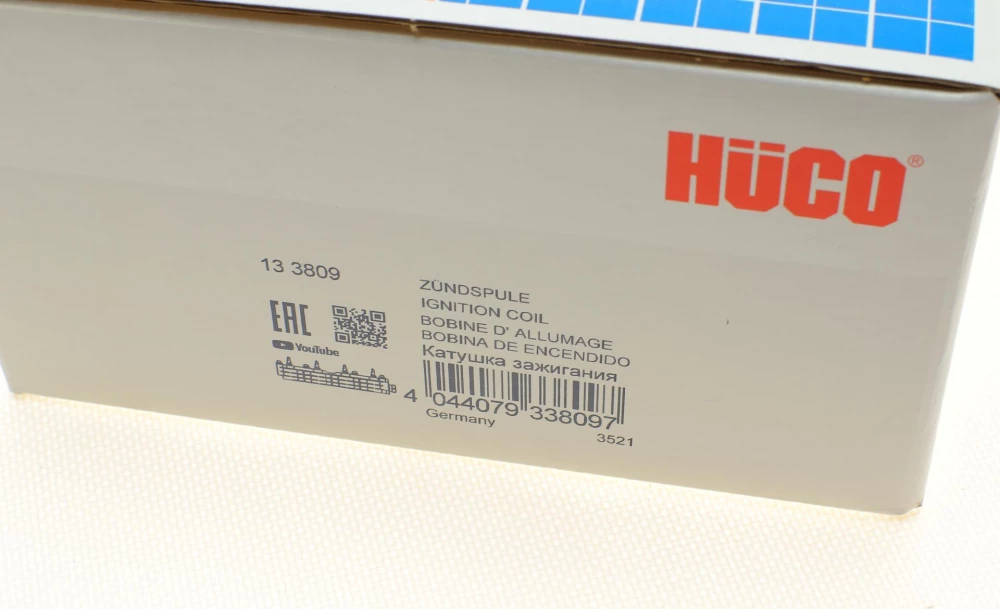 HÜCO®
13 3809
ZÜNDSPULE
IGNITION COIL
BOBINE D' ALLUMAGE
BOBINA DE ENCENDIDO
Катушка зажигания
EAC
YouTube
4 044079 338097
Germany
3521